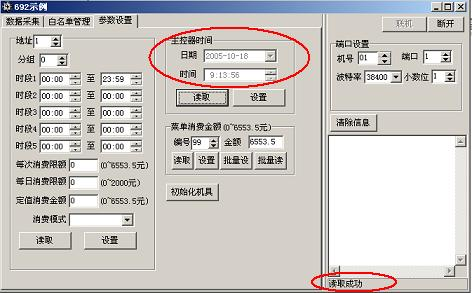 692示例
数据采集 白名单管理 参数设置
地址 1
分组 0
时段1 00:00 至 23:59
时段2 00:00 至 00:00
时段3 00:00 至 00:00
时段4 00:00 至 00:00
时段5 00:00 至 00:00
每次消费限额 0 (0~6553.5元)
每日消费限额 0 (0~2000元)
定值消费金额 0 (0~6553.5元)
消费模式
读取 设置
主控器时间
日期 2005-10-18
时间 9:13:56
读取 设置
菜单消费金额 (0~6553.5元)
编号 99 金额 6553.5
读取 设置 批量设 批量读
初始化机具
联机 断开
端口设置
机号 01 端口 1
波特率 38400 小数位 1
清除信息
读取成功